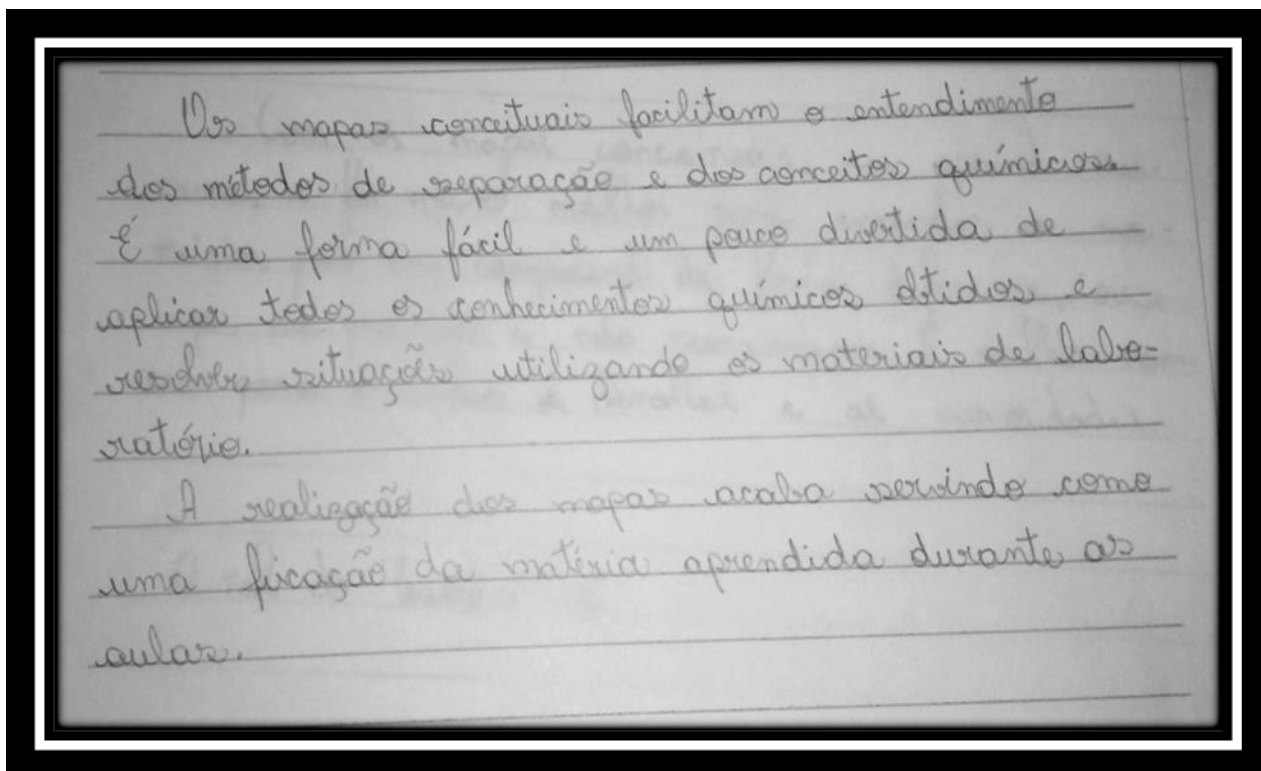 Os mapas conceituais facilitam o entendimento
dos métodos de separação e dos conceitos químicos.
É uma forma fácil e um pouco divertida de
aplicar todos os conhecimentos químicos obtidos e
resolver situações utilizando os materiais de labo-
ratório.
A realização dos mapas acaba servindo como
uma fixação da matéria aprendida durante as
aulas.